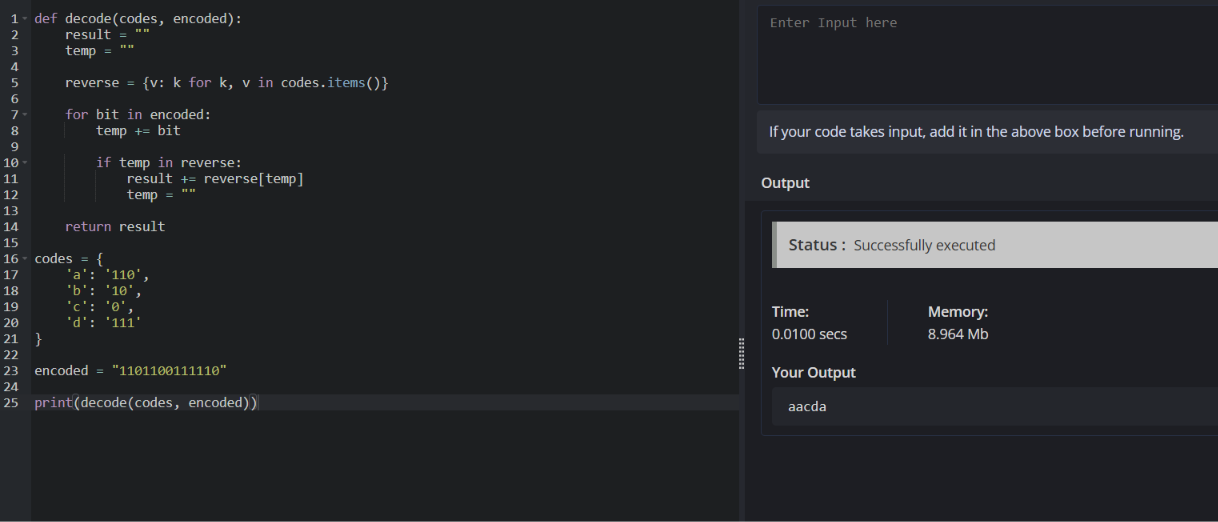 1 def decode(codes, encoded):
2     result = ""
3     temp = ""
4
5     reverse = {v: k for k, v in codes.items()}
6
7     for bit in encoded:
8         temp += bit
9
10         if temp in reverse:
11             result += reverse[temp]
12             temp = ""
13
14     return result
15
16 codes = {
17     'a': '110',
18     'b': '10',
19     'c': '0',
20     'd': '111'
21 }
22
23 encoded = "1101100111110"
24
25 print(decode(codes, encoded))
Enter Input here
If your code takes input, add it in the above box before running.
Output
Status : Successfully executed
Time: Memory:
0.0100 secs 8.964 Mb
Your Output
aacda